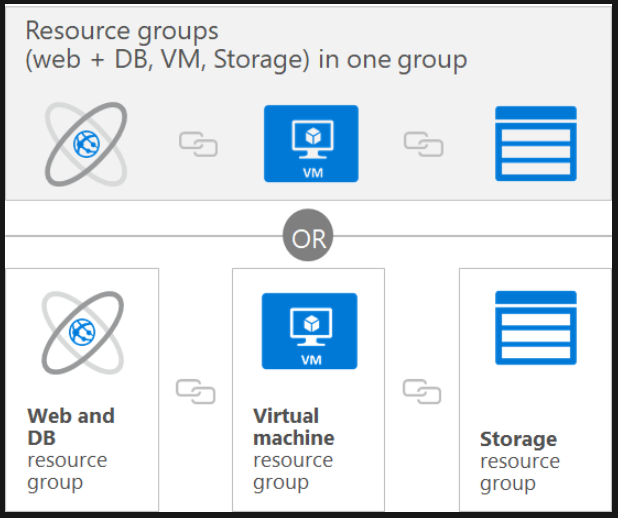 Resource groups
(web + DB, VM, Storage) in one group
VM
OR
VM
Web and
DB
resource
group
Virtual
machine
resource
group
Storage
resource
group